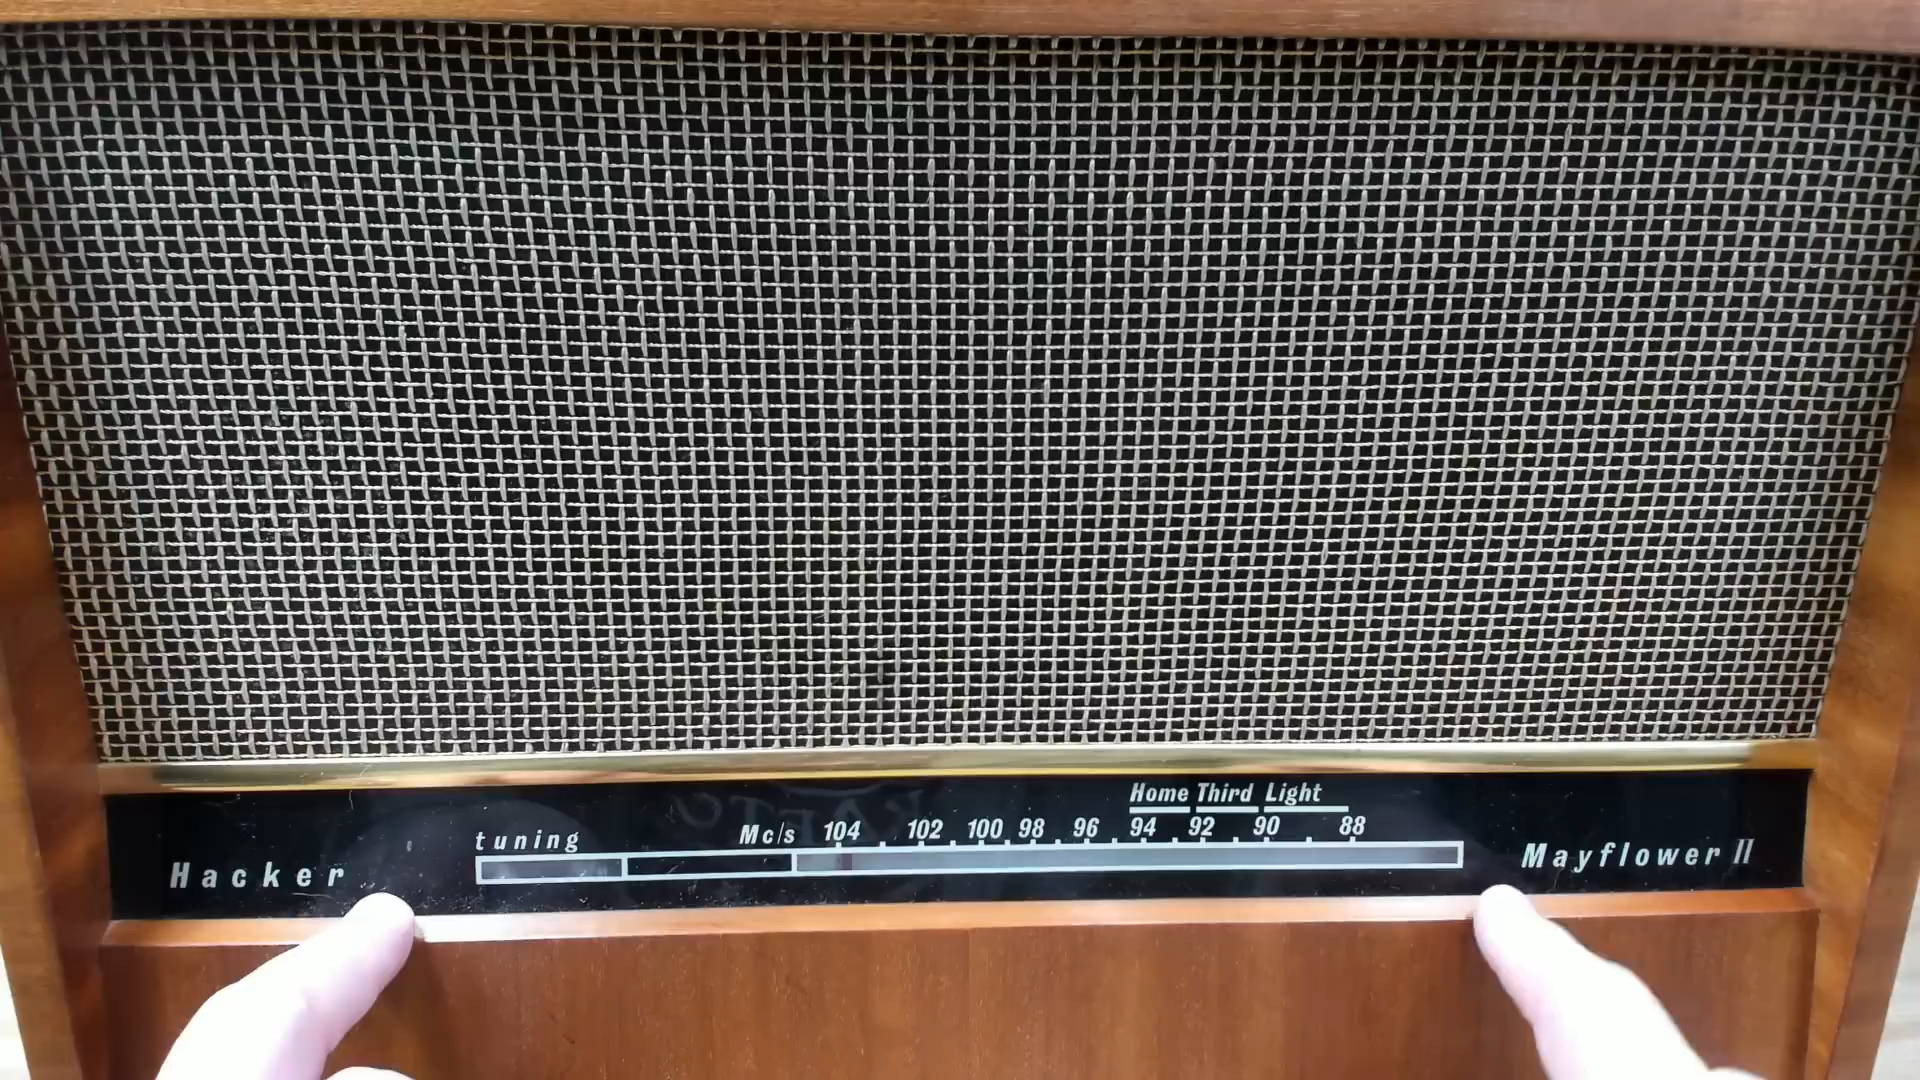 Home Third Light
tuning Mc/s 104 102 100 98 96 94 92 90 88
Hacker Mayflower II